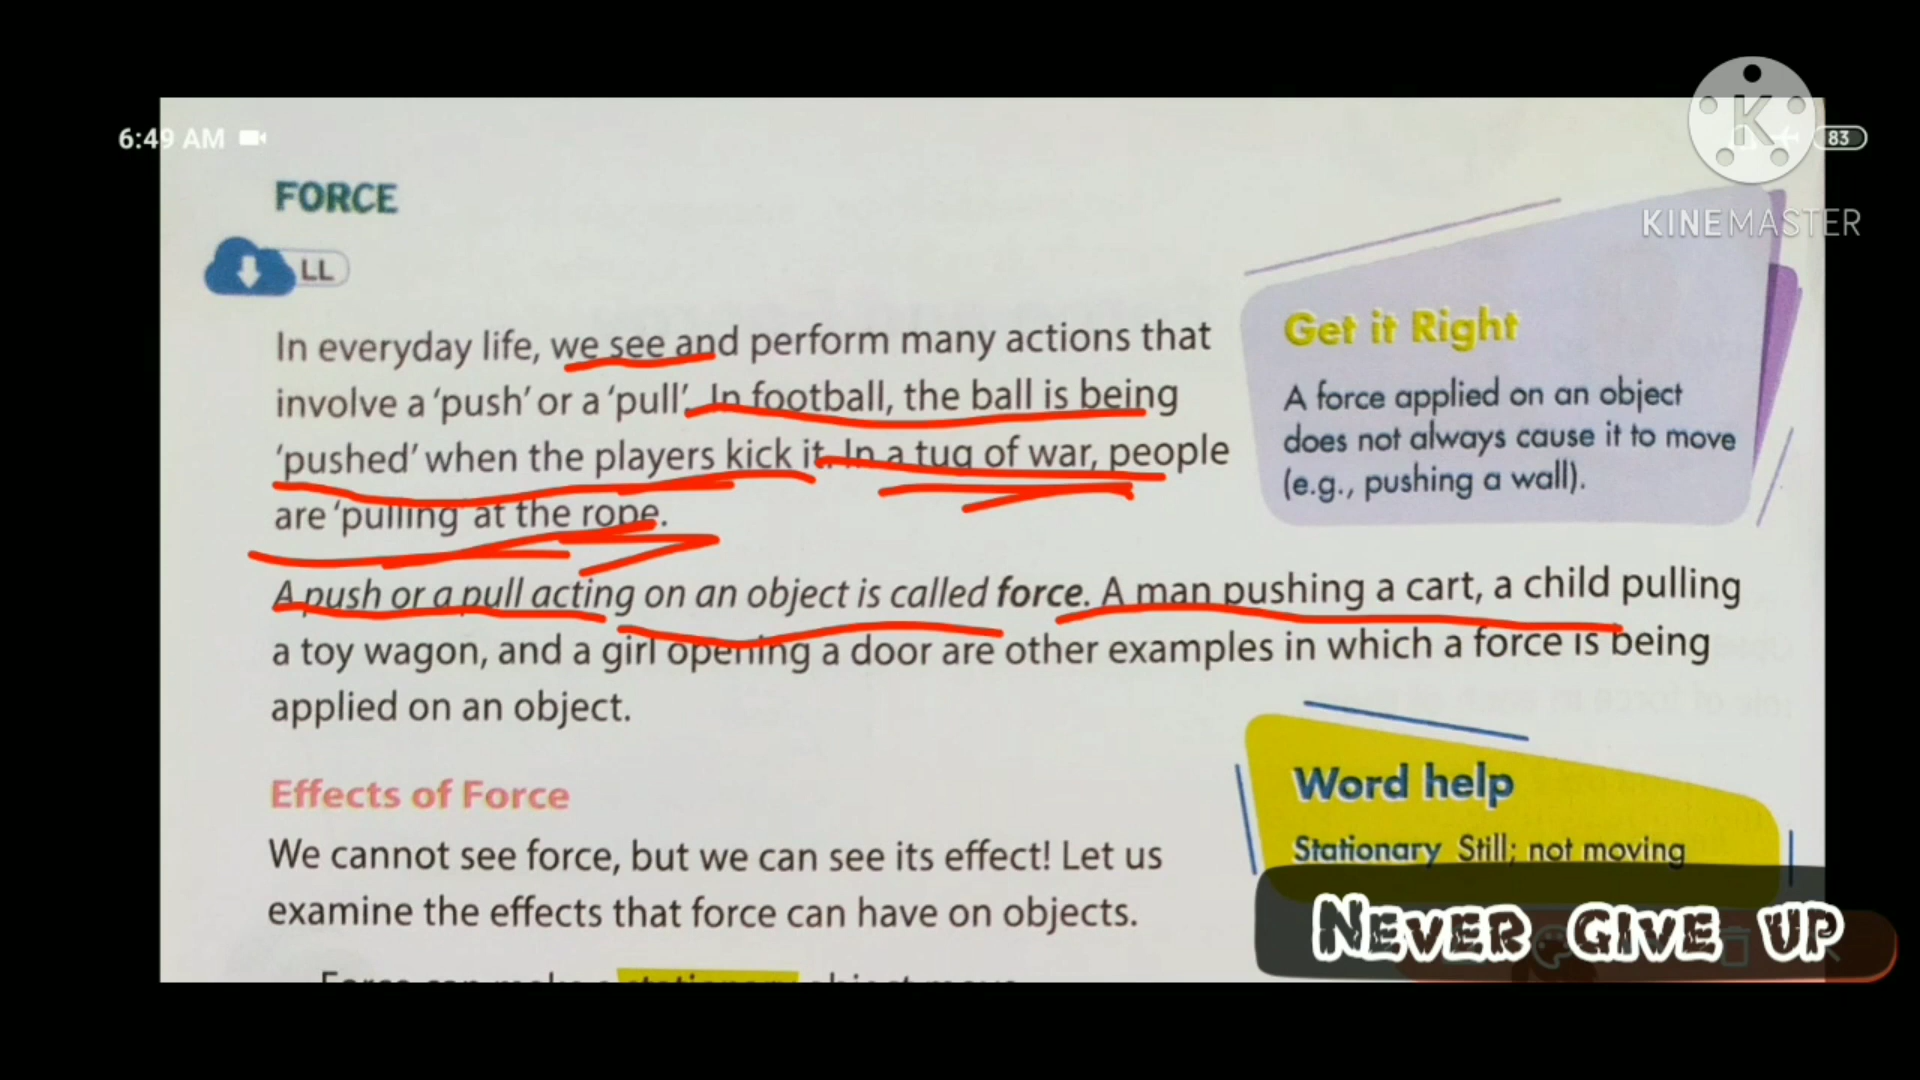 6:49 AM
83
K
KINEMASTER
FORCE
LL
In everyday life, we see and perform many actions that
involve a ‘push’ or a ‘pull’. In football, the ball is being
‘pushed’ when the players kick it. In a tug of war, people
are ‘pulling’ at the rope.
A push or a pull acting on an object is called force. A man pushing a cart, a child pulling
a toy wagon, and a girl opening a door are other examples in which a force is being
applied on an object.
Get it Right
A force applied on an object
does not always cause it to move
(e.g., pushing a wall).
Effects of Force
We cannot see force, but we can see its effect! Let us
examine the effects that force can have on objects.
Force can make a stationary object move
Word help
Stationary Still; not moving
NEVER GIVE UP